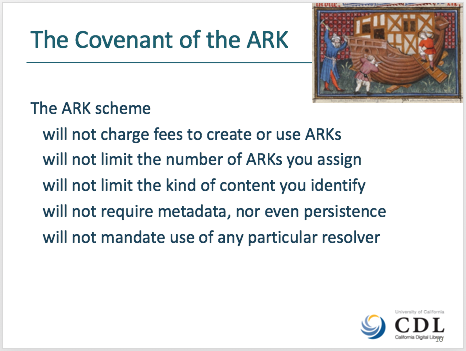 The Covenant of the ARK
The ARK scheme
will not charge fees to create or use ARKs
will not limit the number of ARKs you assign
will not limit the kind of content you identify
will not require metadata, nor even persistence
will not mandate use of any particular resolver
University of California
CDL
California Digital Library